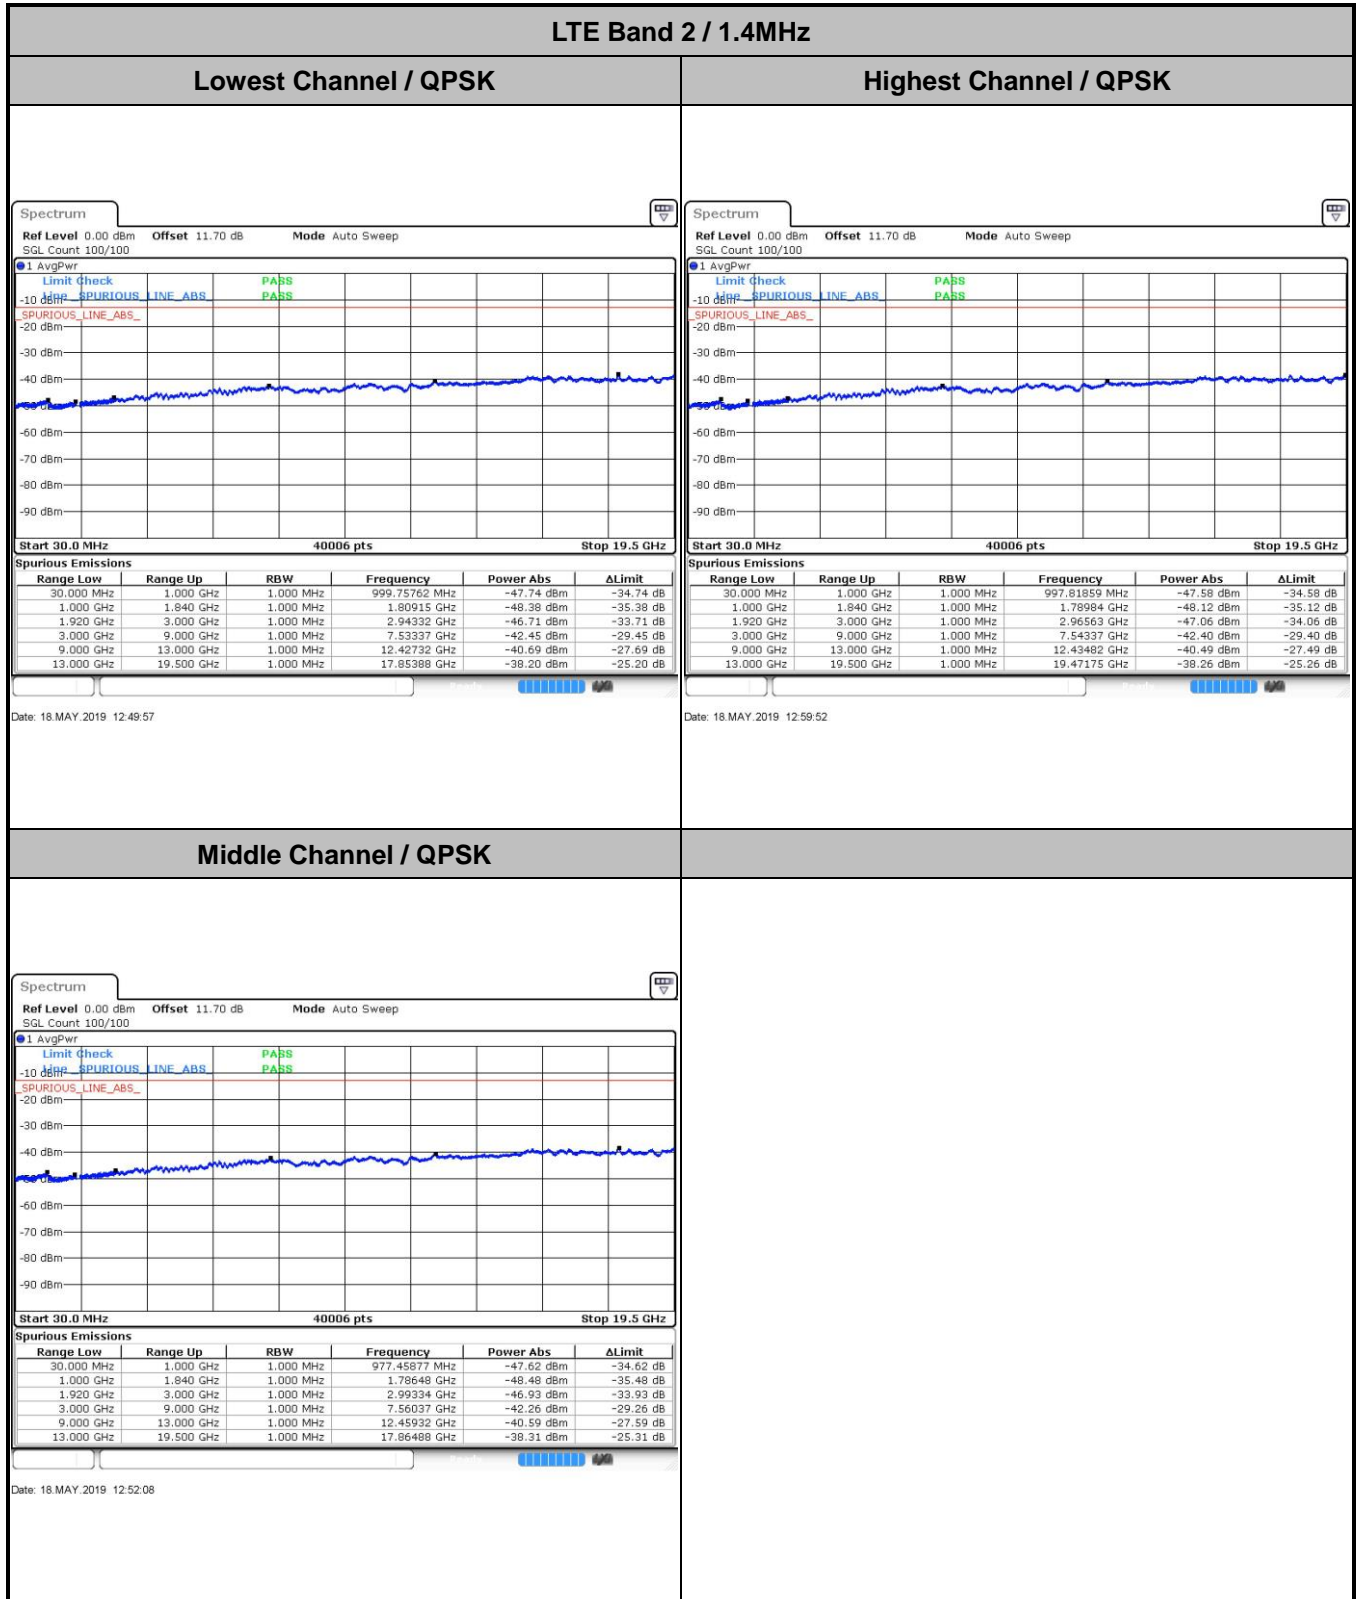 LTE Band 2 / 1.4MHz
Lowest Channel / QPSK
Highest Channel / QPSK
Spectrum
Ref Level 0.00 dBm Offset 11.70 dB Mode Auto Sweep
SGL Count 100/100
1 AvgPwr
Limit Check PASS
Line _SPURIOUS_LINE_ABS_ PASS
-10 dBm
_SPURIOUS_LINE_ABS_
-20 dBm
-30 dBm
-40 dBm
-50 dBm
-60 dBm
-70 dBm
-80 dBm
-90 dBm
Start 30.0 MHz 40006 pts Stop 19.5 GHz
Spurious Emissions
Range Low Range Up RBW Frequency Power Abs ΔLimit
30.000 MHz 1.000 GHz 1.000 MHz 999.75762 MHz -47.74 dBm -34.74 dB
1.000 GHz 1.840 GHz 1.000 MHz 1.80915 GHz -48.38 dBm -35.38 dB
1.920 GHz 3.000 GHz 1.000 MHz 2.94332 GHz -46.71 dBm -33.71 dB
3.000 GHz 9.000 GHz 1.000 MHz 7.53337 GHz -42.45 dBm -29.45 dB
9.000 GHz 13.000 GHz 1.000 MHz 12.42732 GHz -40.69 dBm -27.69 dB
13.000 GHz 19.500 GHz 1.000 MHz 17.85388 GHz -38.20 dBm -25.20 dB
Date: 18.MAY.2019 12:49:57
Spectrum
Ref Level 0.00 dBm Offset 11.70 dB Mode Auto Sweep
SGL Count 100/100
1 AvgPwr
Limit Check PASS
Line _SPURIOUS_LINE_ABS_ PASS
-10 dBm
_SPURIOUS_LINE_ABS_
-20 dBm
-30 dBm
-40 dBm
-50 dBm
-60 dBm
-70 dBm
-80 dBm
-90 dBm
Start 30.0 MHz 40006 pts Stop 19.5 GHz
Spurious Emissions
Range Low Range Up RBW Frequency Power Abs ΔLimit
30.000 MHz 1.000 GHz 1.000 MHz 997.81859 MHz -47.58 dBm -34.58 dB
1.000 GHz 1.840 GHz 1.000 MHz 1.78984 GHz -48.12 dBm -35.12 dB
1.920 GHz 3.000 GHz 1.000 MHz 2.96563 GHz -47.06 dBm -34.06 dB
3.000 GHz 9.000 GHz 1.000 MHz 7.54337 GHz -42.40 dBm -29.40 dB
9.000 GHz 13.000 GHz 1.000 MHz 12.43482 GHz -40.49 dBm -27.49 dB
13.000 GHz 19.500 GHz 1.000 MHz 19.47175 GHz -38.26 dBm -25.26 dB
Date: 18.MAY.2019 12:59:52
Middle Channel / QPSK
Spectrum
Ref Level 0.00 dBm Offset 11.70 dB Mode Auto Sweep
SGL Count 100/100
1 AvgPwr
Limit Check PASS
Line _SPURIOUS_LINE_ABS_ PASS
-10 dBm
_SPURIOUS_LINE_ABS_
-20 dBm
-30 dBm
-40 dBm
-50 dBm
-60 dBm
-70 dBm
-80 dBm
-90 dBm
Start 30.0 MHz 40006 pts Stop 19.5 GHz
Spurious Emissions
Range Low Range Up RBW Frequency Power Abs ΔLimit
30.000 MHz 1.000 GHz 1.000 MHz 977.45877 MHz -47.62 dBm -34.62 dB
1.000 GHz 1.840 GHz 1.000 MHz 1.78648 GHz -48.48 dBm -35.48 dB
1.920 GHz 3.000 GHz 1.000 MHz 2.99334 GHz -46.93 dBm -33.93 dB
3.000 GHz 9.000 GHz 1.000 MHz 7.56037 GHz -42.26 dBm -29.26 dB
9.000 GHz 13.000 GHz 1.000 MHz 12.45932 GHz -40.59 dBm -27.59 dB
13.000 GHz 19.500 GHz 1.000 MHz 17.86488 GHz -38.31 dBm -25.31 dB
Date: 18.MAY.2019 12:52:08